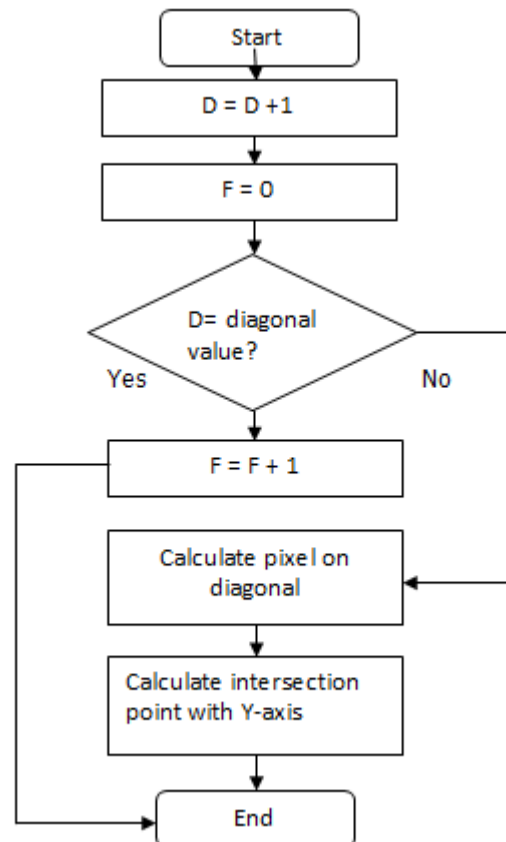 Start
D = D +1
F = 0
D= diagonal
value?
Yes
No
F = F + 1
Calculate pixel on
diagonal
Calculate intersection
point with Y-axis
End